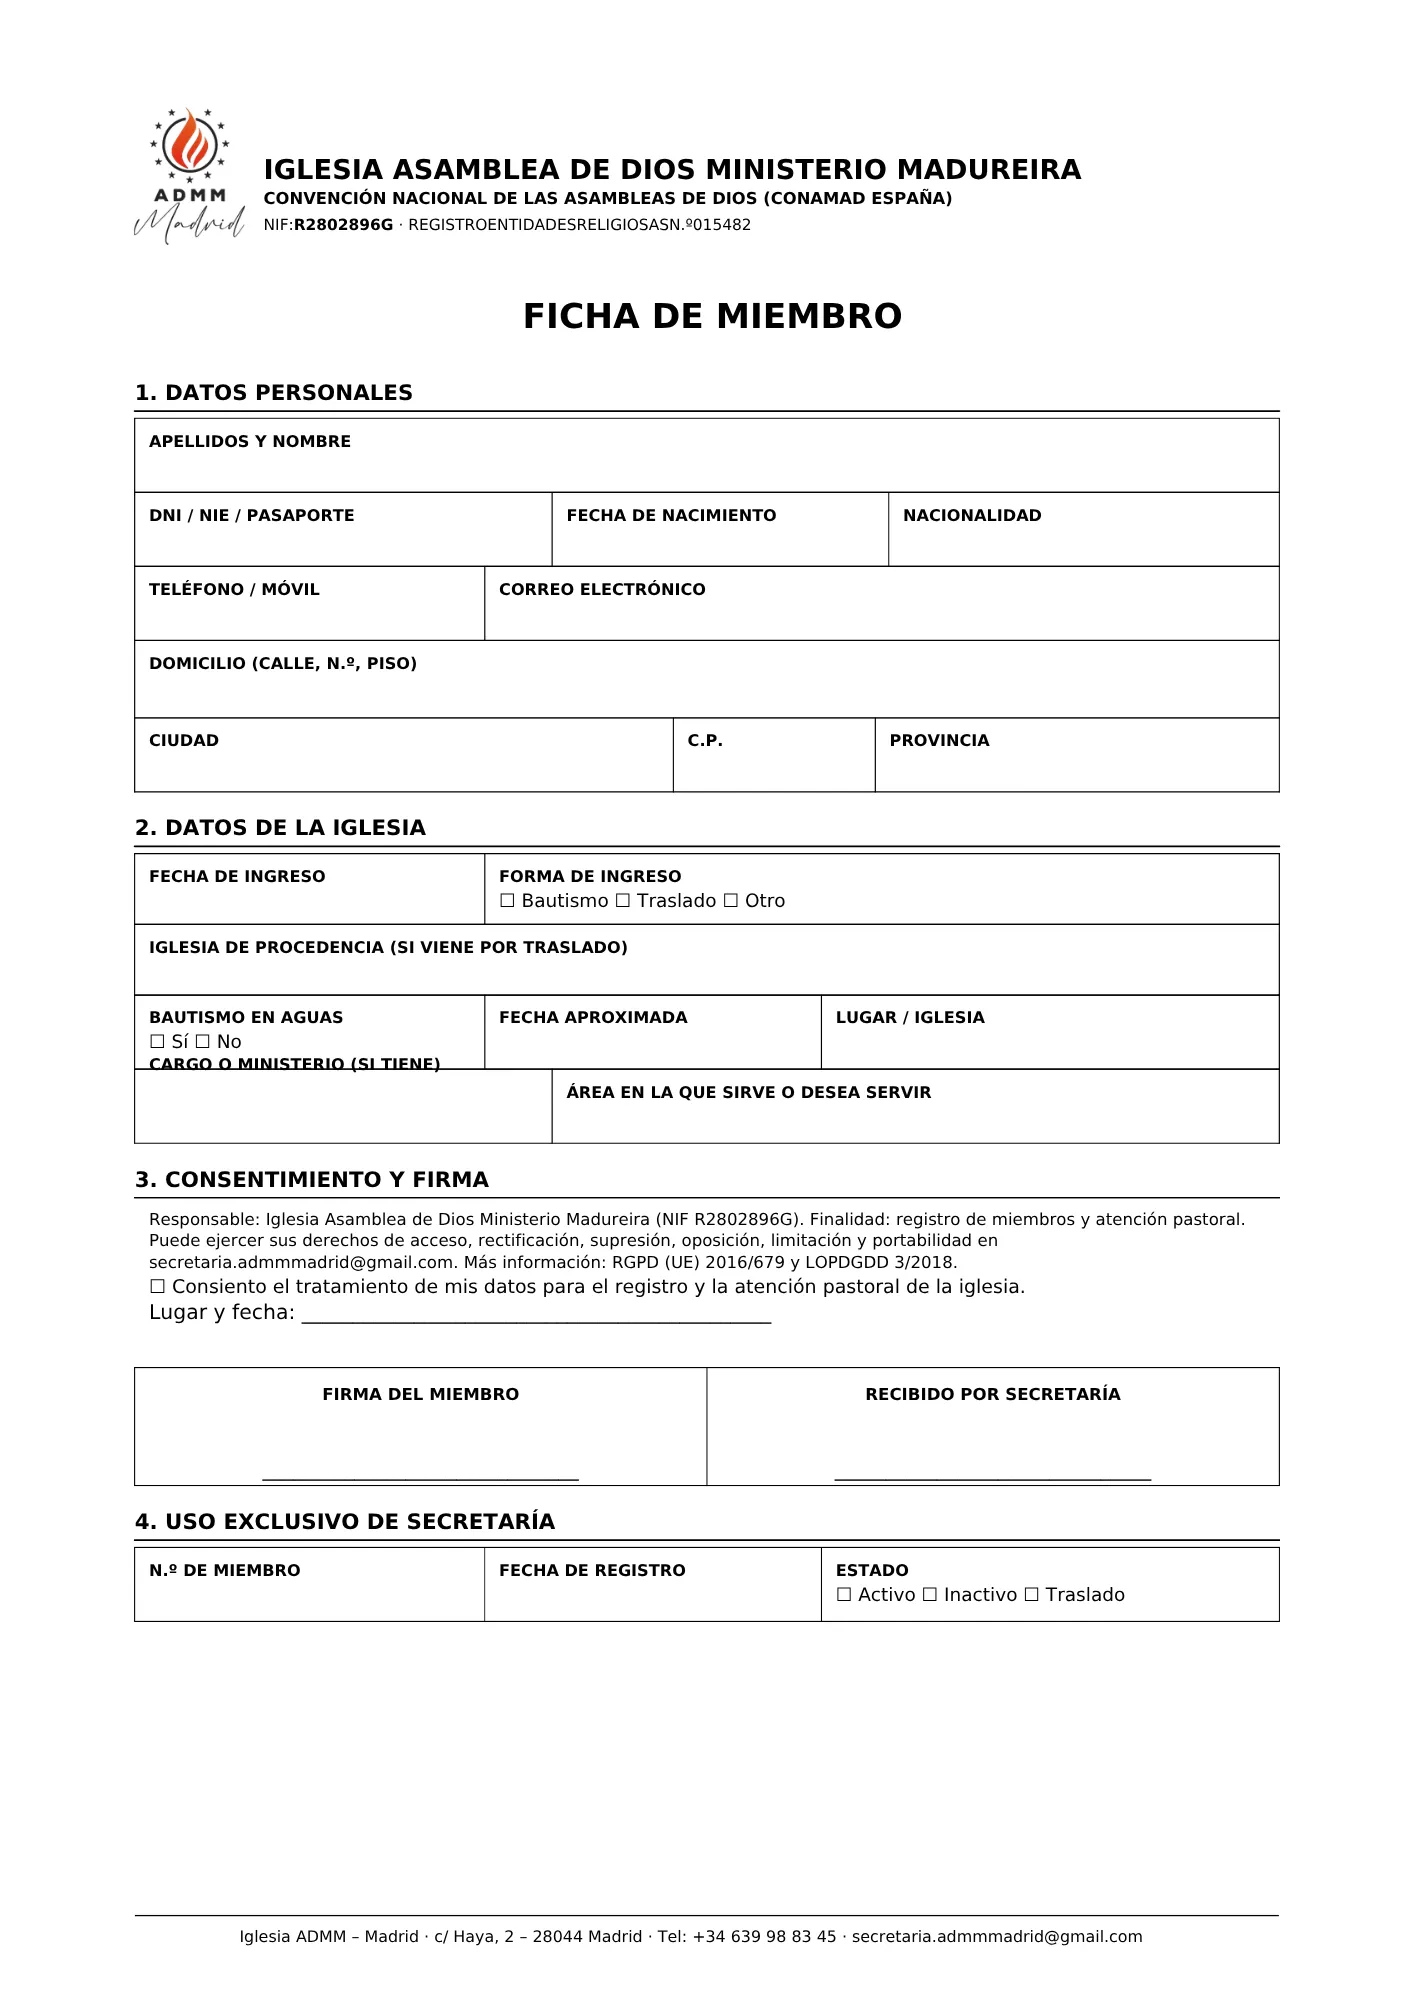 ADMM
Madrid
IGLESIA ASAMBLEA DE DIOS MINISTERIO MADUREIRA
CONVENCIÓN NACIONAL DE LAS ASAMBLEAS DE DIOS (CONAMAD ESPAÑA)
NIF:R2802896G · REGISTROENTIDADESRELIGIOSASN.º015482
FICHA DE MIEMBRO
1. DATOS PERSONALES
APELLIDOS Y NOMBRE
DNI / NIE / PASAPORTE FECHA DE NACIMIENTO NACIONALIDAD
TELÉFONO / MÓVIL CORREO ELECTRÓNICO
DOMICILIO (CALLE, N.º, PISO)
CIUDAD C.P. PROVINCIA
2. DATOS DE LA IGLESIA
FECHA DE INGRESO FORMA DE INGRESO
☐ Bautismo ☐ Traslado ☐ Otro
IGLESIA DE PROCEDENCIA (SI VIENE POR TRASLADO)
BAUTISMO EN AGUAS FECHA APROXIMADA LUGAR / IGLESIA
☐ Sí ☐ No
CARGO O MINISTERIO (SI TIENE)
ÁREA EN LA QUE SIRVE O DESEA SERVIR
3. CONSENTIMIENTO Y FIRMA
Responsable: Iglesia Asamblea de Dios Ministerio Madureira (NIF R2802896G). Finalidad: registro de miembros y atención pastoral.
Puede ejercer sus derechos de acceso, rectificación, supresión, oposición, limitación y portabilidad en
secretaria.admmmadrid@gmail.com. Más información: RGPD (UE) 2016/679 y LOPDGDD 3/2018.
☐ Consiento el tratamiento de mis datos para el registro y la atención pastoral de la iglesia.
Lugar y fecha: ______________________________________________
FIRMA DEL MIEMBRO RECIBIDO POR SECRETARÍA
_______________________________ _______________________________
4. USO EXCLUSIVO DE SECRETARÍA
N.º DE MIEMBRO FECHA DE REGISTRO ESTADO
☐ Activo ☐ Inactivo ☐ Traslado
Iglesia ADMM – Madrid · c/ Haya, 2 – 28044 Madrid · Tel: +34 639 98 83 45 · secretaria.admmmadrid@gmail.com